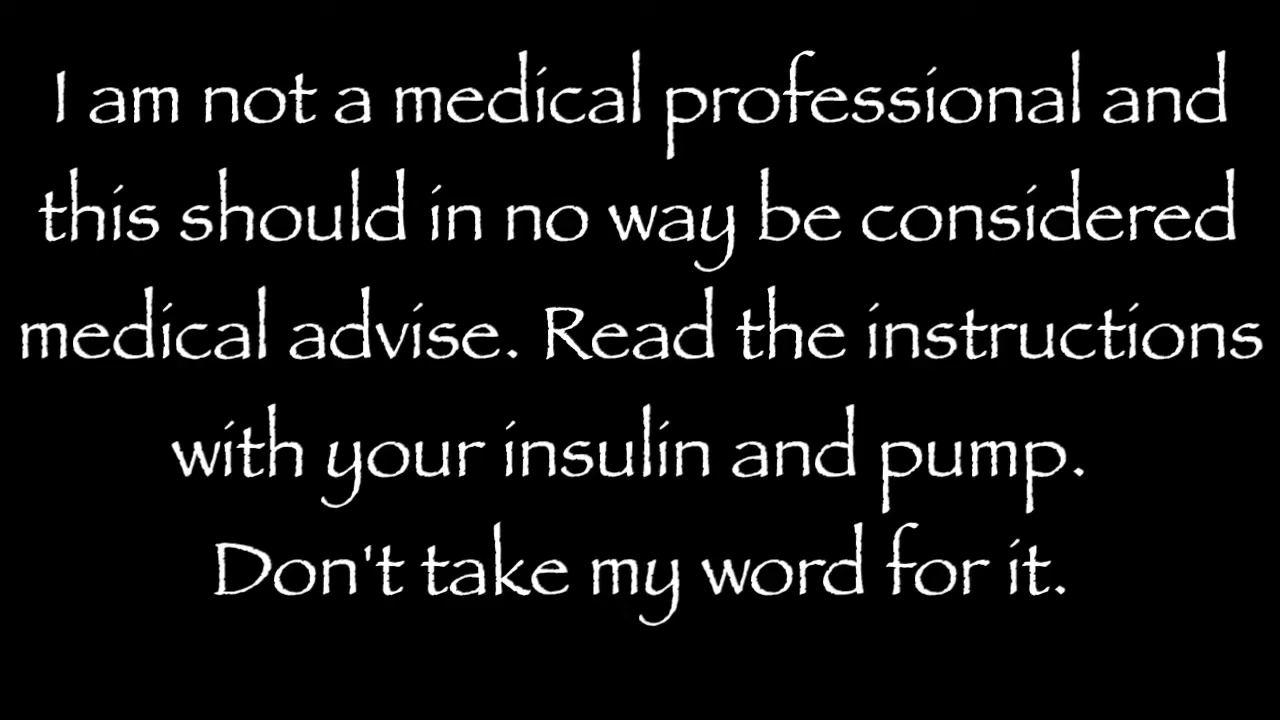 I am not a medical professional and
this should in no way be considered
medical advise. Read the instructions
with your insulin and pump.
Don't take my word for it.